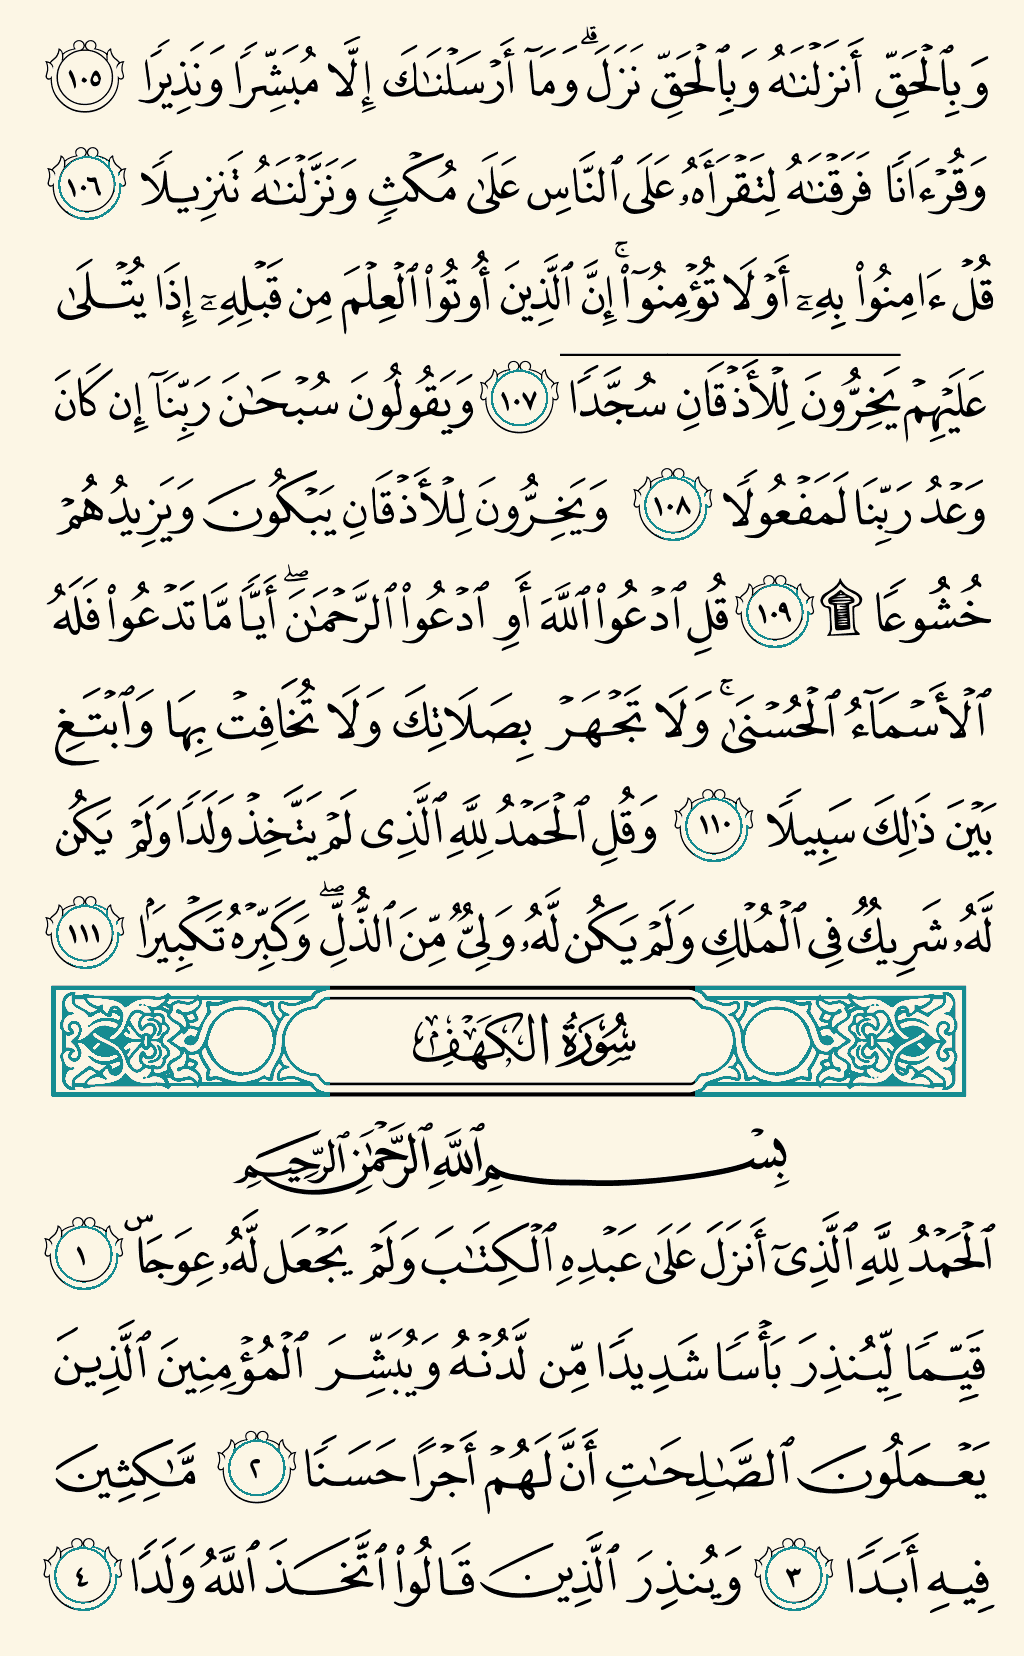 وَبِٱلْحَقِّ أَنزَلْنَـٰهُ وَبِٱلْحَقِّ نَزَلَ ۗ وَمَآ أَرْسَلْنَـٰكَ إِلَّا مُبَشِّرًا وَنَذِيرًا ١٠٥
وَقُرْءَانًا فَرَقْنَـٰهُ لِتَقْرَأَهُۥ عَلَى ٱلنَّاسِ عَلَىٰ مُكْثٍ وَنَزَّلْنَـٰهُ تَنزِيلًا ١٠٦
قُلْ ءَامِنُوا۟ بِهِۦٓ أَوْ لَا تُؤْمِنُوٓا۟ ۚ إِنَّ ٱلَّذِينَ أُوتُوا۟ ٱلْعِلْمَ مِن قَبْلِهِۦٓ إِذَا يُتْلَىٰ
عَلَيْهِمْ يَخِرُّونَ لِلْأَذْقَانِ سُجَّدًا ١٠٧ وَيَقُولُونَ سُبْحَـٰنَ رَبِّنَآ إِن كَانَ
وَعْدُ رَبِّنَا لَمَفْعُولًا ١٠٨ وَيَخِرُّونَ لِلْأَذْقَانِ يَبْكُونَ وَيَزِيدُهُمْ
خُشُوعًا ۩ ١٠٩ قُلِ ٱدْعُوا۟ ٱللَّهَ أَوِ ٱدْعُوا۟ ٱلرَّحْمَـٰنَ ۖ أَيًّا مَّا تَدْعُوا۟ فَلَهُ
ٱلْأَسْمَآءُ ٱلْحُسْنَىٰ ۚ وَلَا تَجْهَرْ بِصَلَاتِكَ وَلَا تُخَافِتْ بِهَا وَٱبْتَغِ
بَيْنَ ذَٰلِكَ سَبِيلًا ١١٠ وَقُلِ ٱلْحَمْدُ لِلَّهِ ٱلَّذِى لَمْ يَتَّخِذْ وَلَدًا وَلَمْ يَكُن
لَّهُۥ شَرِيكٌ فِى ٱلْمُلْكِ وَلَمْ يَكُن لَّهُۥ وَلِىٌّ مِّنَ ٱلذُّلِّ ۖ وَكَبِّرْهُ تَكْبِيرًۢا ١١١
سُورَةُ الكَهْفِ
بِسْمِ ٱللَّهِ ٱلرَّحْمَـٰنِ ٱلرَّحِيمِ
ٱلْحَمْدُ لِلَّهِ ٱلَّذِىٓ أَنزَلَ عَلَىٰ عَبْدِهِ ٱلْكِتَـٰبَ وَلَمْ يَجْعَل لَّهُۥ عِوَجَا ۜ ١
قَيِّمًا لِّيُنذِرَ بَأْسًا شَدِيدًا مِّن لَّدُنْهُ وَيُبَشِّرَ ٱلْمُؤْمِنِينَ ٱلَّذِينَ
يَعْمَلُونَ ٱلصَّـٰلِحَـٰتِ أَنَّ لَهُمْ أَجْرًا حَسَنًا ٢ مَّـٰكِثِينَ
فِيهِ أَبَدًا ٣ وَيُنذِرَ ٱلَّذِينَ قَالُوا۟ ٱتَّخَذَ ٱللَّهُ وَلَدًا ٤